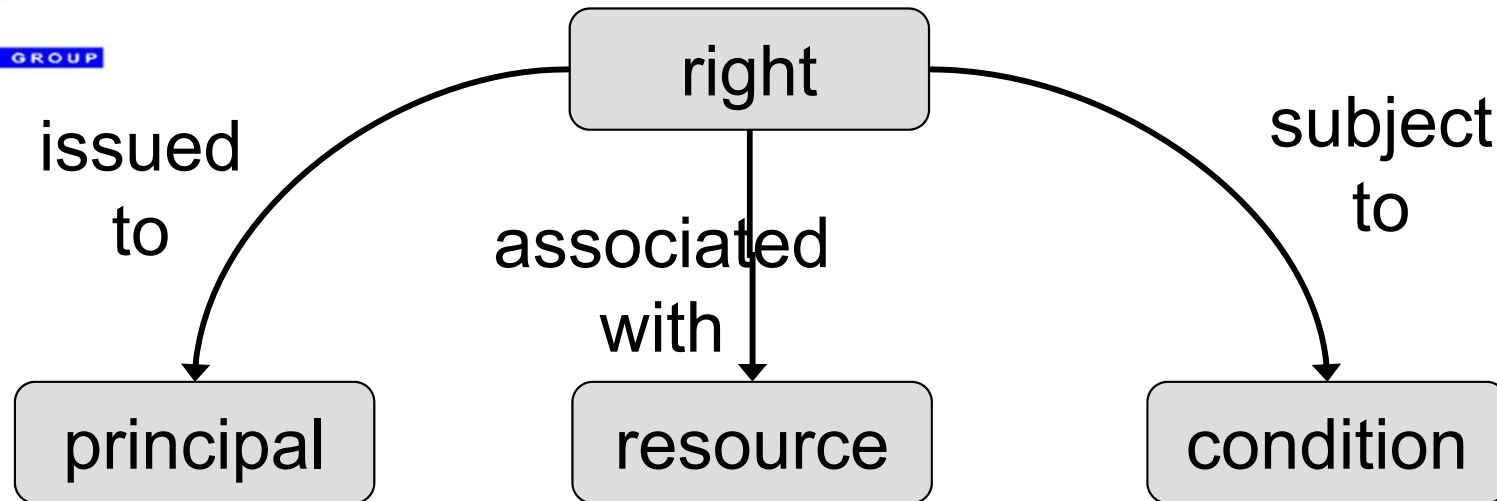 GROUP
right
issued
to
subject
to
associated
with
principal
resource
condition